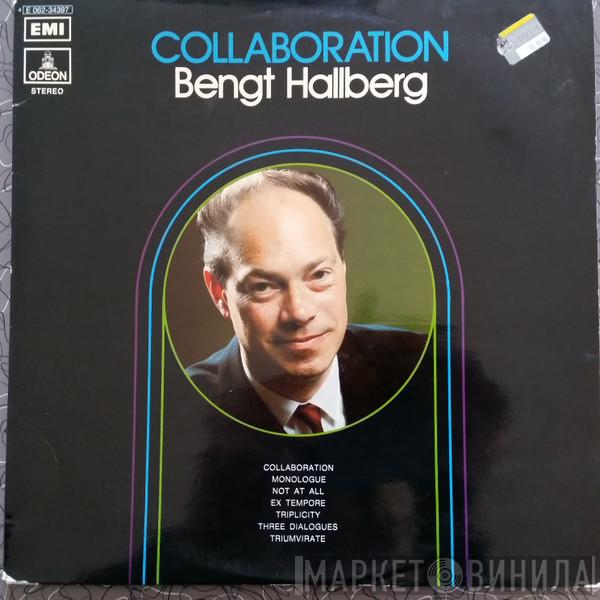 4 E 062-34397
EMI
ODEON
STEREO
COLLABORATION
Bengt Hallberg
COLLABORATION
MONOLOGUE
NOT AT ALL
EX TEMPORE
TRIPLICITY
THREE DIALOGUES
TRIUMVIRATE
МАРКЕТ ВИНИЛА